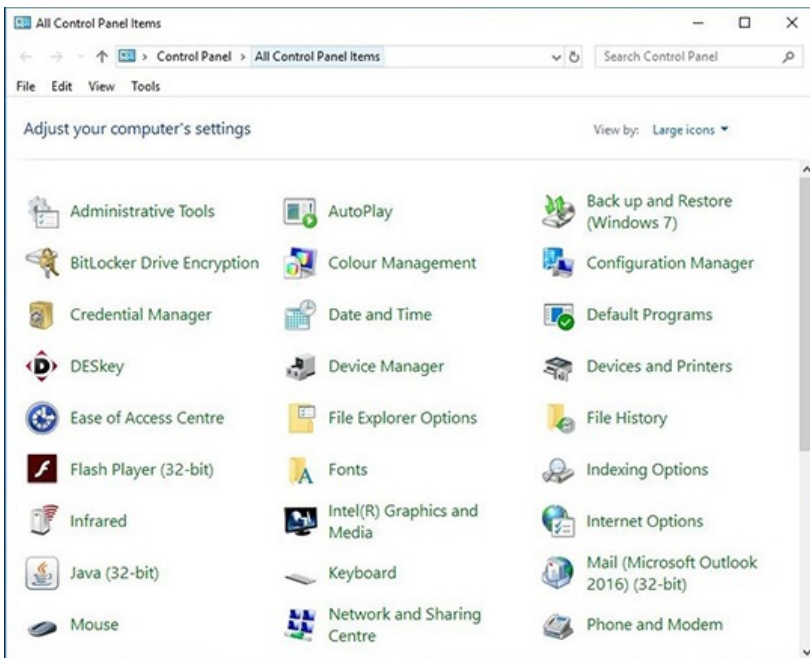 All Control Panel Items
Control Panel > All Control Panel Items
Search Control Panel
File Edit View Tools
Adjust your computer's settings
View by: Large icons
Administrative Tools
AutoPlay
Back up and Restore
(Windows 7)
BitLocker Drive Encryption
Colour Management
Configuration Manager
Credential Manager
Date and Time
Default Programs
DESkey
Device Manager
Devices and Printers
Ease of Access Centre
File Explorer Options
File History
Flash Player (32-bit)
Fonts
Indexing Options
Infrared
Intel(R) Graphics and
Media
Internet Options
Java (32-bit)
Keyboard
Mail (Microsoft Outlook
2016) (32-bit)
Mouse
Network and Sharing
Centre
Phone and Modem